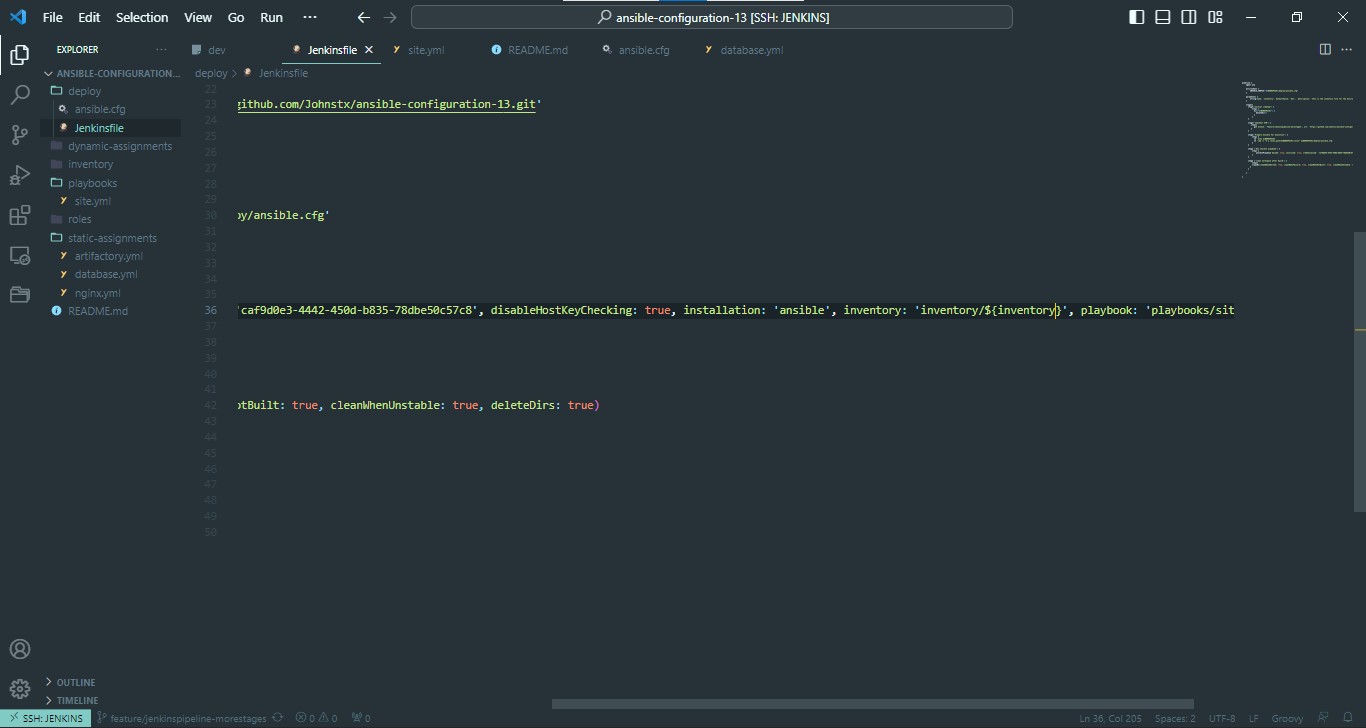 File Edit Selection View Go Run ··· ← → ansible-configuration-13 [SSH: JENKINS]
EXPLORER ···
dev Jenkinsfile site.yml README.md ansible.cfg database.yml
ANSIBLE-CONFIGURATION...
deploy
ansible.cfg
Jenkinsfile
dynamic-assignments
inventory
playbooks
site.yml
roles
static-assignments
artifactory.yml
database.yml
nginx.yml
README.md
OUTLINE
TIMELINE
deploy > Jenkinsfile
22
23 github.com/Johnstx/ansible-configuration-13.git'
24
25
26
27
28
29
30 oy/ansible.cfg'
31
32
33
34
35
36 'caf9d0e3-4442-450d-b835-78dbe50c57c8', disableHostKeyChecking: true, installation: 'ansible', inventory: 'inventory/${inventory}', playbook: 'playbooks/sit
37
38
39
40
41
42 otBuilt: true, cleanWhenUnstable: true, deleteDirs: true)
43
44
45
46
47
48
49
50
SSH: JENKINS feature/jenkinspipeline-morestages 0 0 0 Ln 36, Col 205 Spaces: 2 UTF-8 LF Groovy